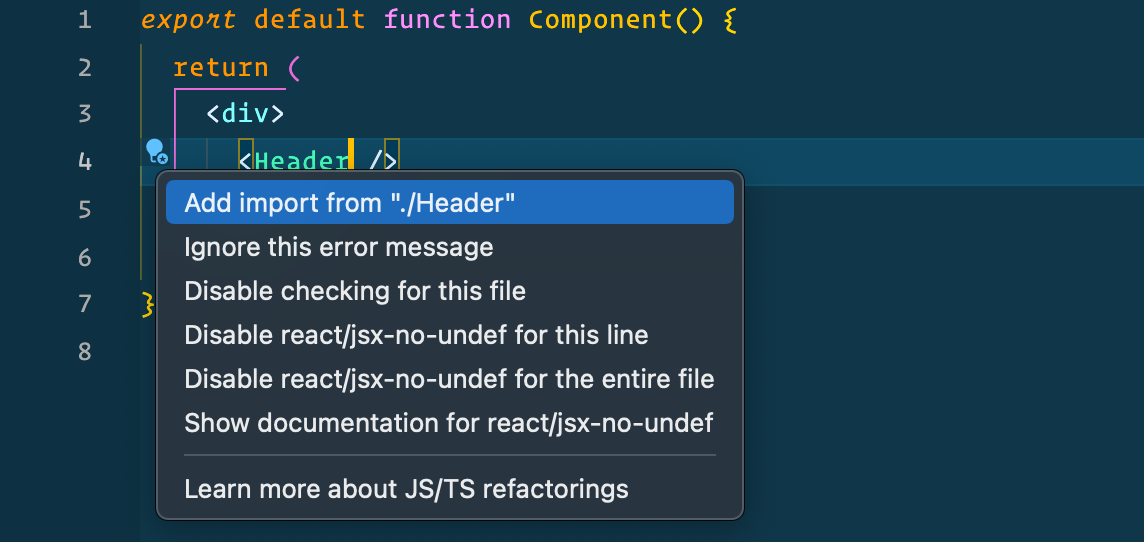 1 export default function Component() {
2 return (
3 <div>
4 <Header />
5
6
7 }
8
Add import from "./Header"
Ignore this error message
Disable checking for this file
Disable react/jsx-no-undef for this line
Disable react/jsx-no-undef for the entire file
Show documentation for react/jsx-no-undef
Learn more about JS/TS refactorings